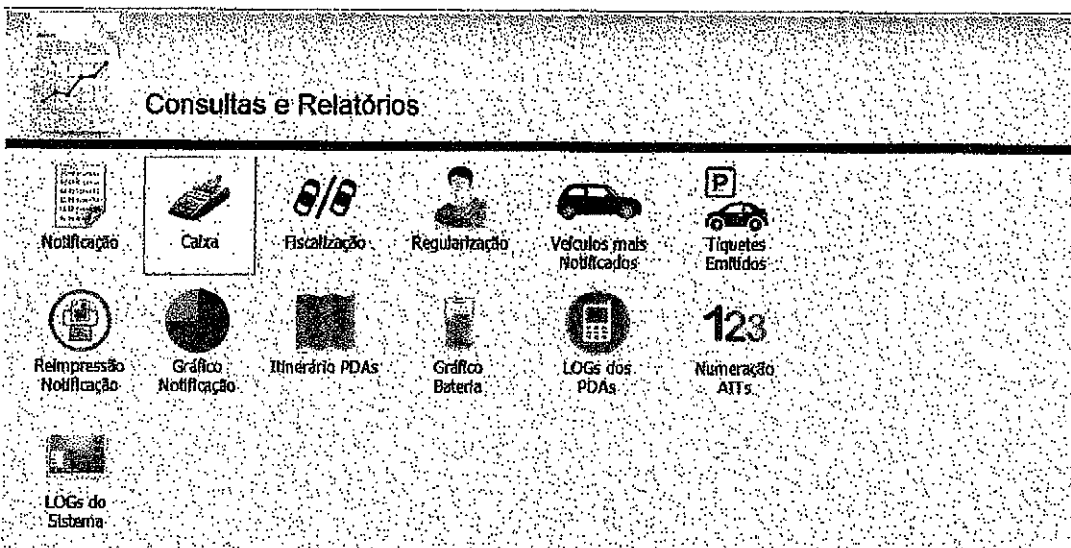 Consultas e Relatórios
Notificação
Caixa
Fiscalização
Regularização
Veículos mais
Notificados
P
Tíquetes
Emitidos
Reimpressão
Notificação
Gráfico
Notificação
Itinerário PDAs
Gráfico
Bateria
LOGs dos
PDAs
123
Numeração
AITs
LOGs do
Sistema